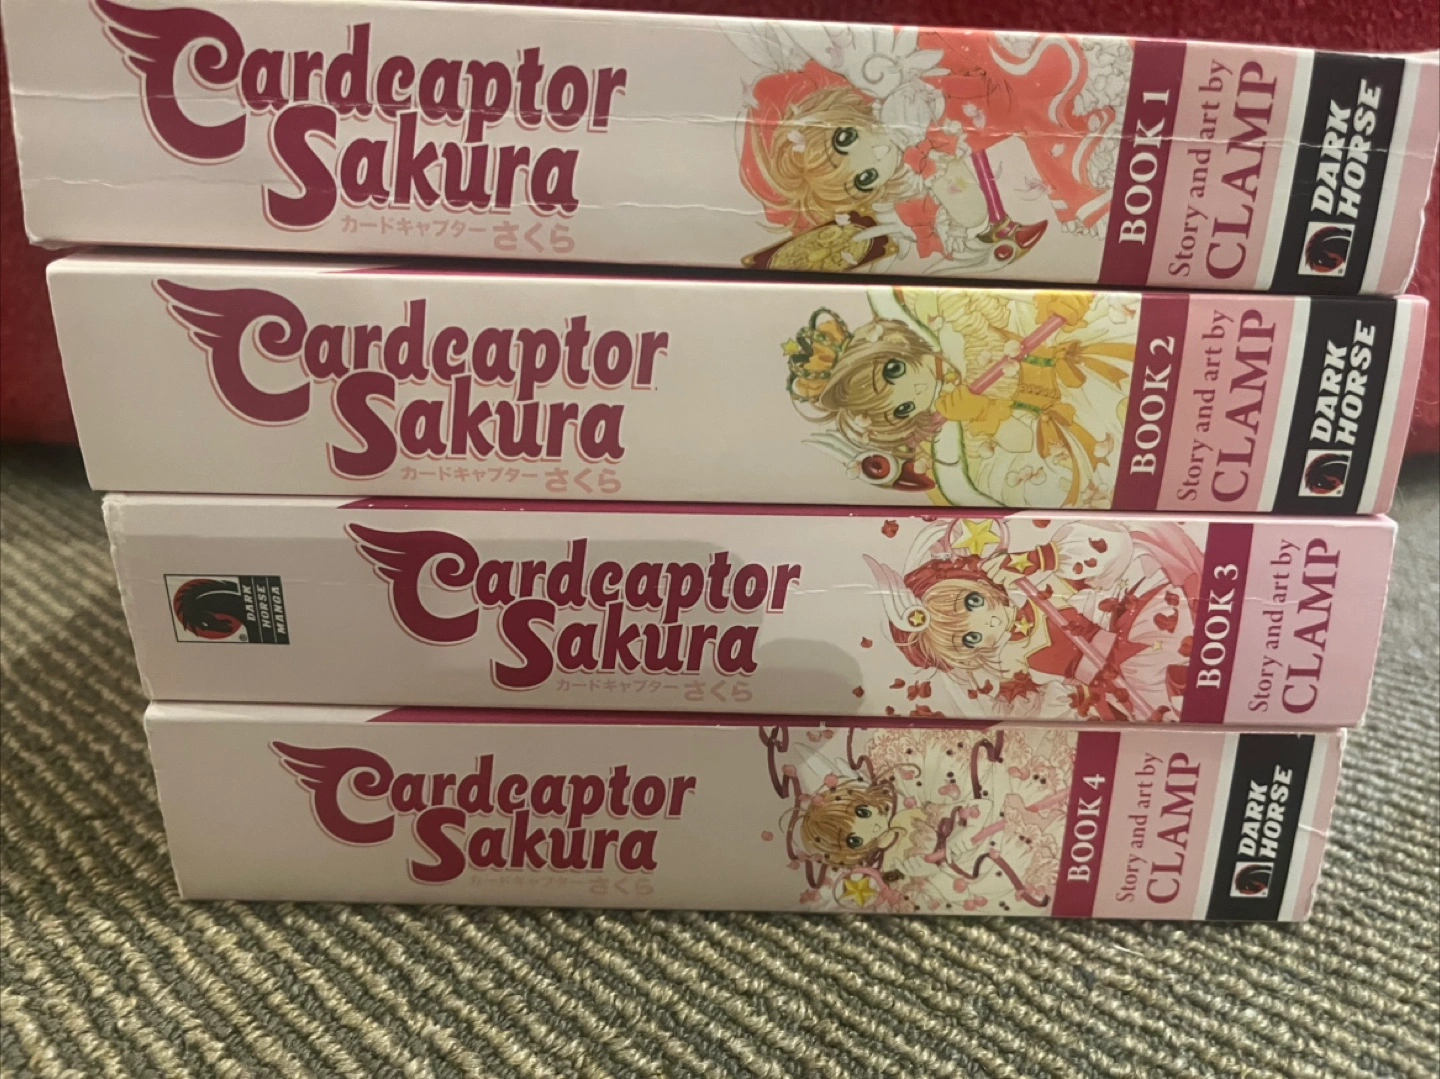 Cardcaptor
Sakura
カードキャプターさくら
BOOK 1
Story and art by
CLAMP
DARK
HORSE
Cardcaptor
Sakura
カードキャプターさくら
BOOK 2
Story and art by
CLAMP
DARK
HORSE
DARK
HORSE
MANGA
Cardcaptor
Sakura
カードキャプターさくら
BOOK 3
Story and art by
CLAMP
Cardcaptor
Sakura
カードキャプターさくら
BOOK 4
Story and art by
CLAMP
DARK
HORSE